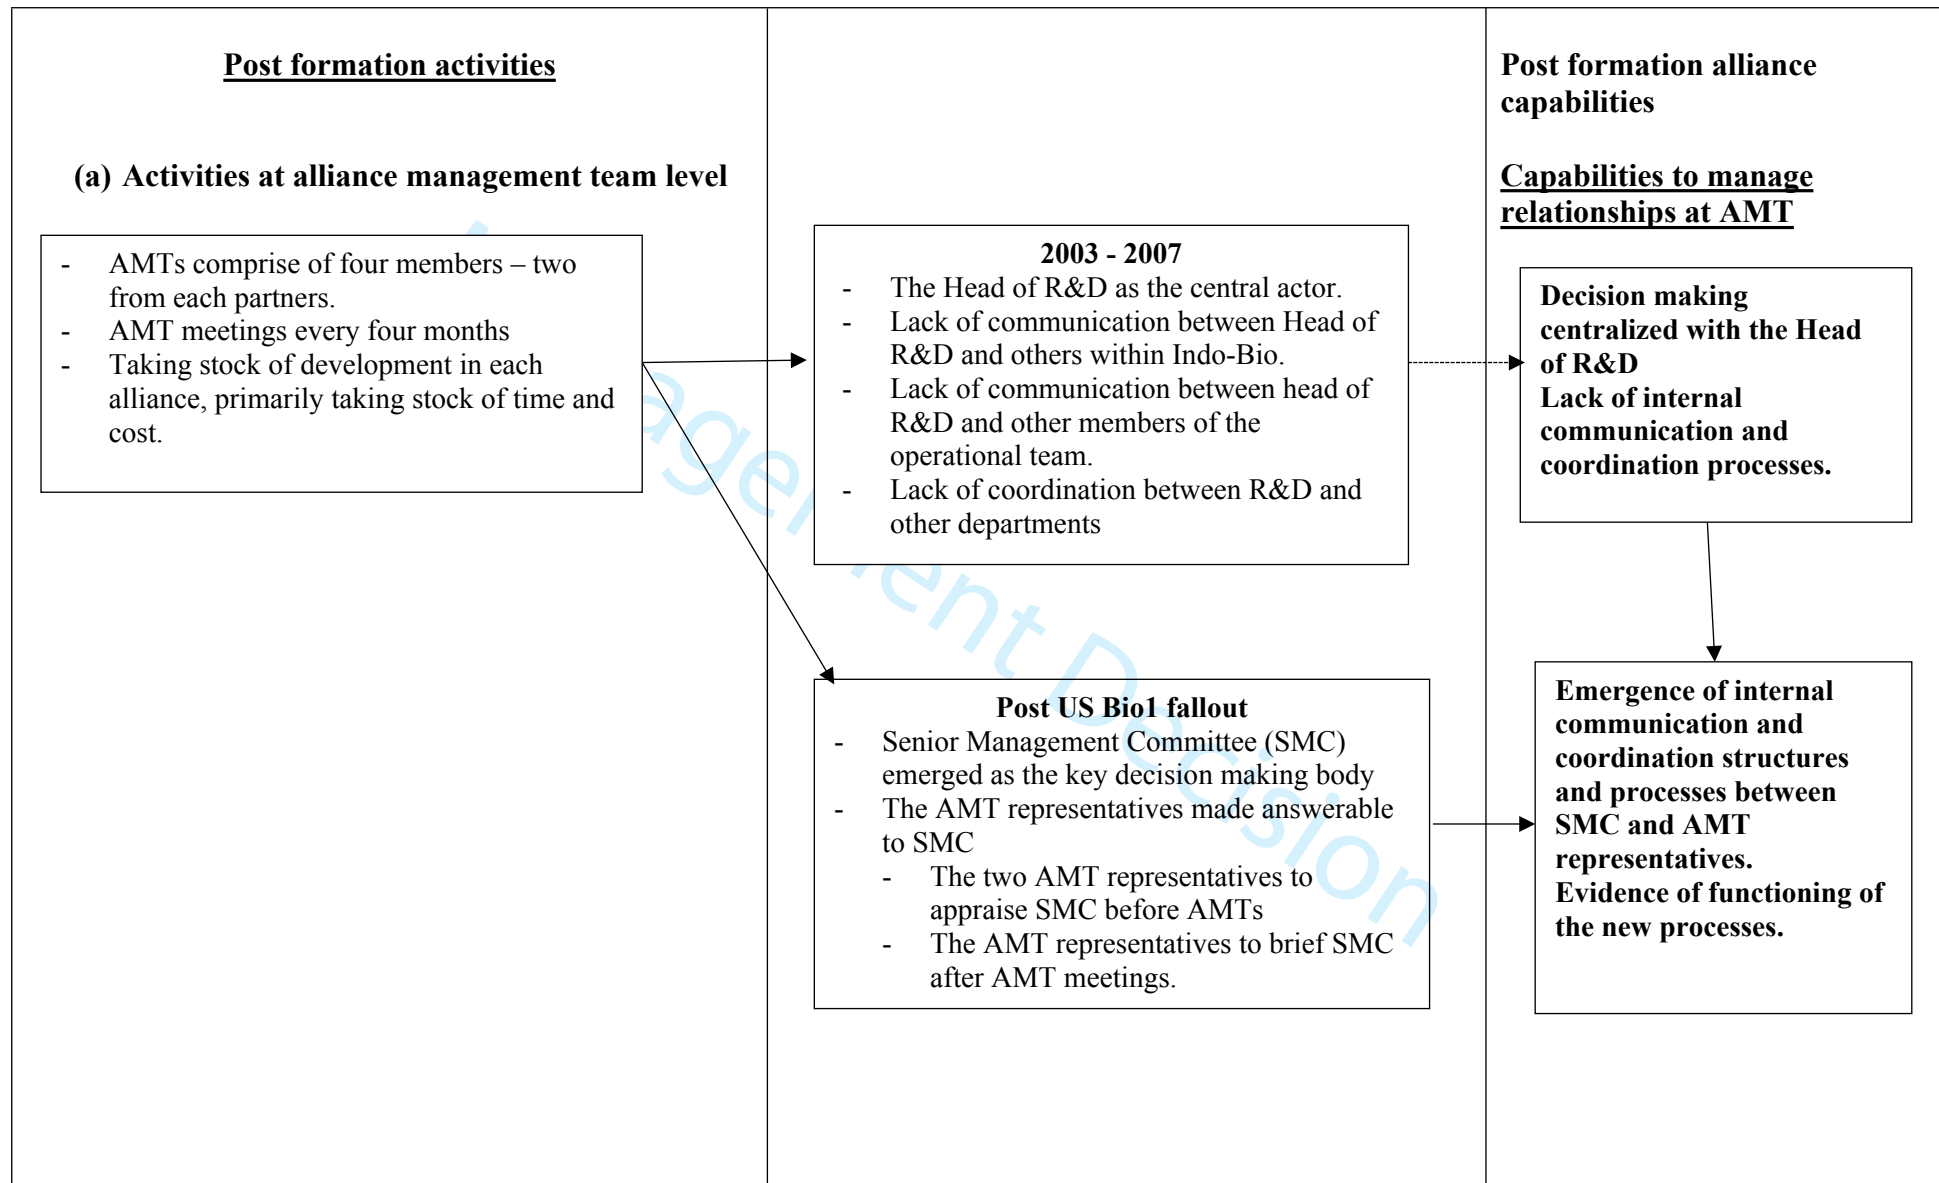 Post formation activities
(a) Activities at alliance management team level
- AMTs comprise of four members – two
from each partners.
- AMT meetings every four months
- Taking stock of development in each
alliance, primarily taking stock of time and
cost.
2003 - 2007
- The Head of R&D as the central actor.
- Lack of communication between Head of
R&D and others within Indo-Bio.
- Lack of communication between head of
R&D and other members of the
operational team.
- Lack of coordination between R&D and
other departments
Post US Bio1 fallout
- Senior Management Committee (SMC)
emerged as the key decision making body
- The AMT representatives made answerable
to SMC
- The two AMT representatives to
appraise SMC before AMTs
- The AMT representatives to brief SMC
after AMT meetings.
Post formation alliance
capabilities
Capabilities to manage
relationships at AMT
Decision making
centralized with the Head
of R&D
Lack of internal
communication and
coordination processes.
Emergence of internal
communication and
coordination structures
and processes between
SMC and AMT
representatives.
Evidence of functioning of
the new processes.
Decision